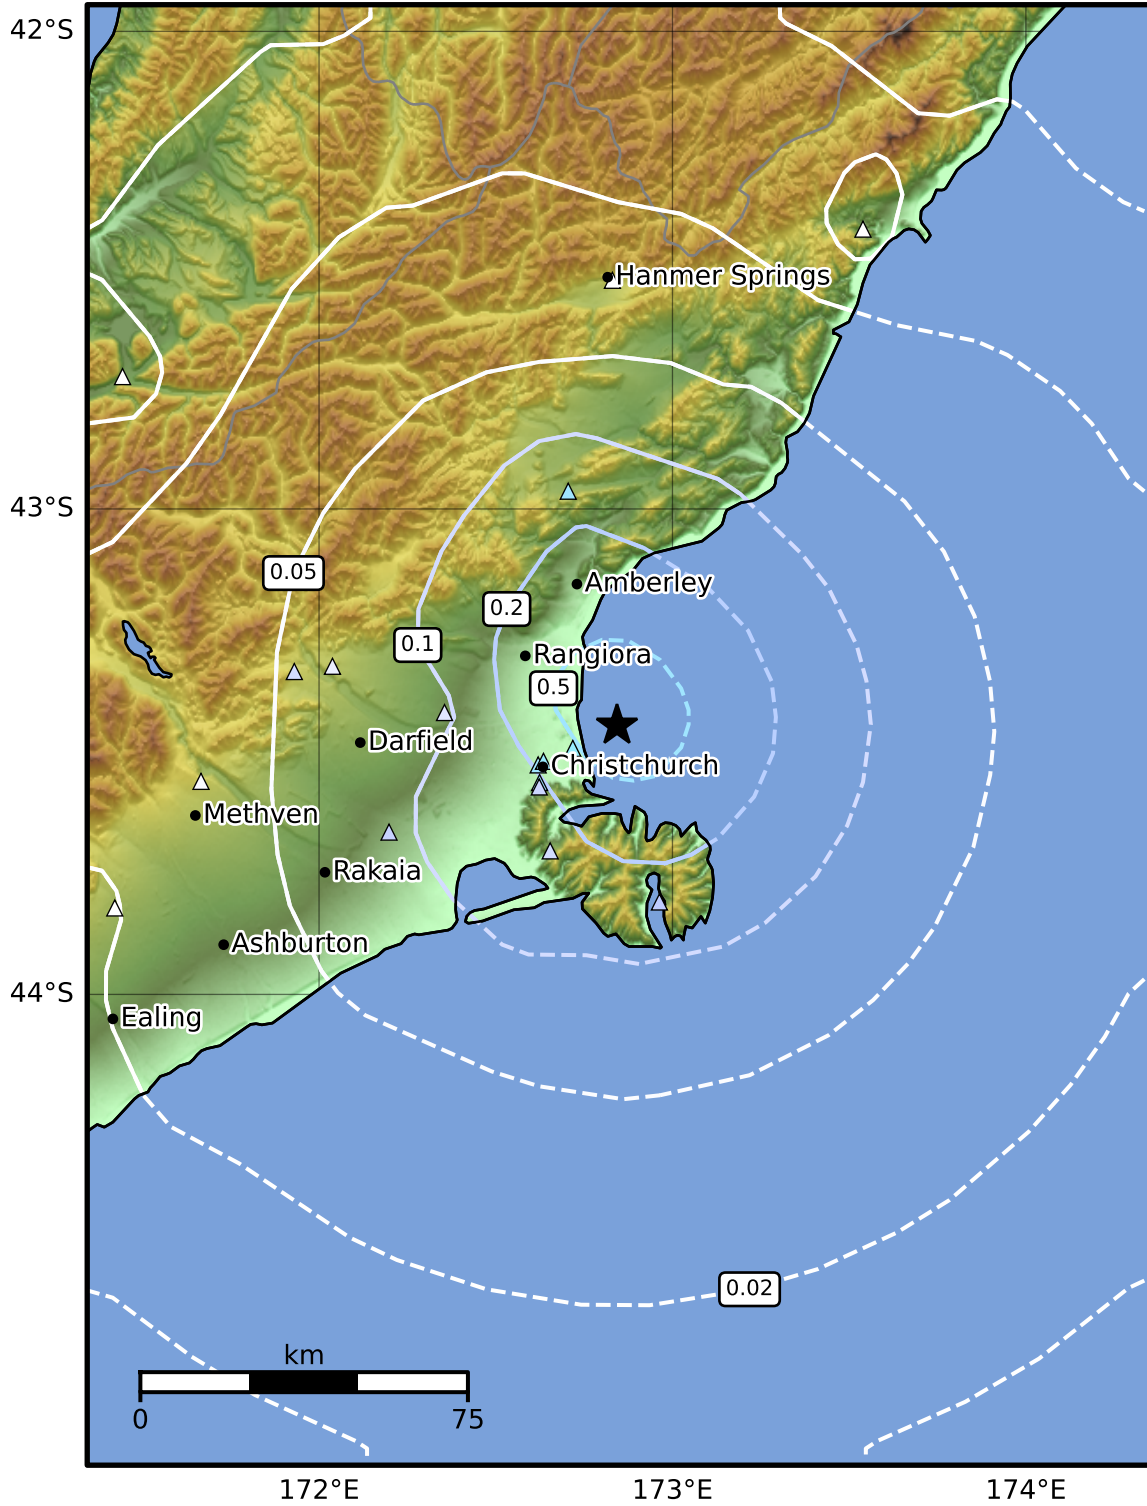 42°S
Hanmer Springs
43°S
0.05
Amberley
0.2
0.1
Rangiora
0.5
Darfield
Christchurch
Methven
Rakaia
Ashburton
44°S
Ealing
0.02
km
0 75
172°E 173°E 174°E